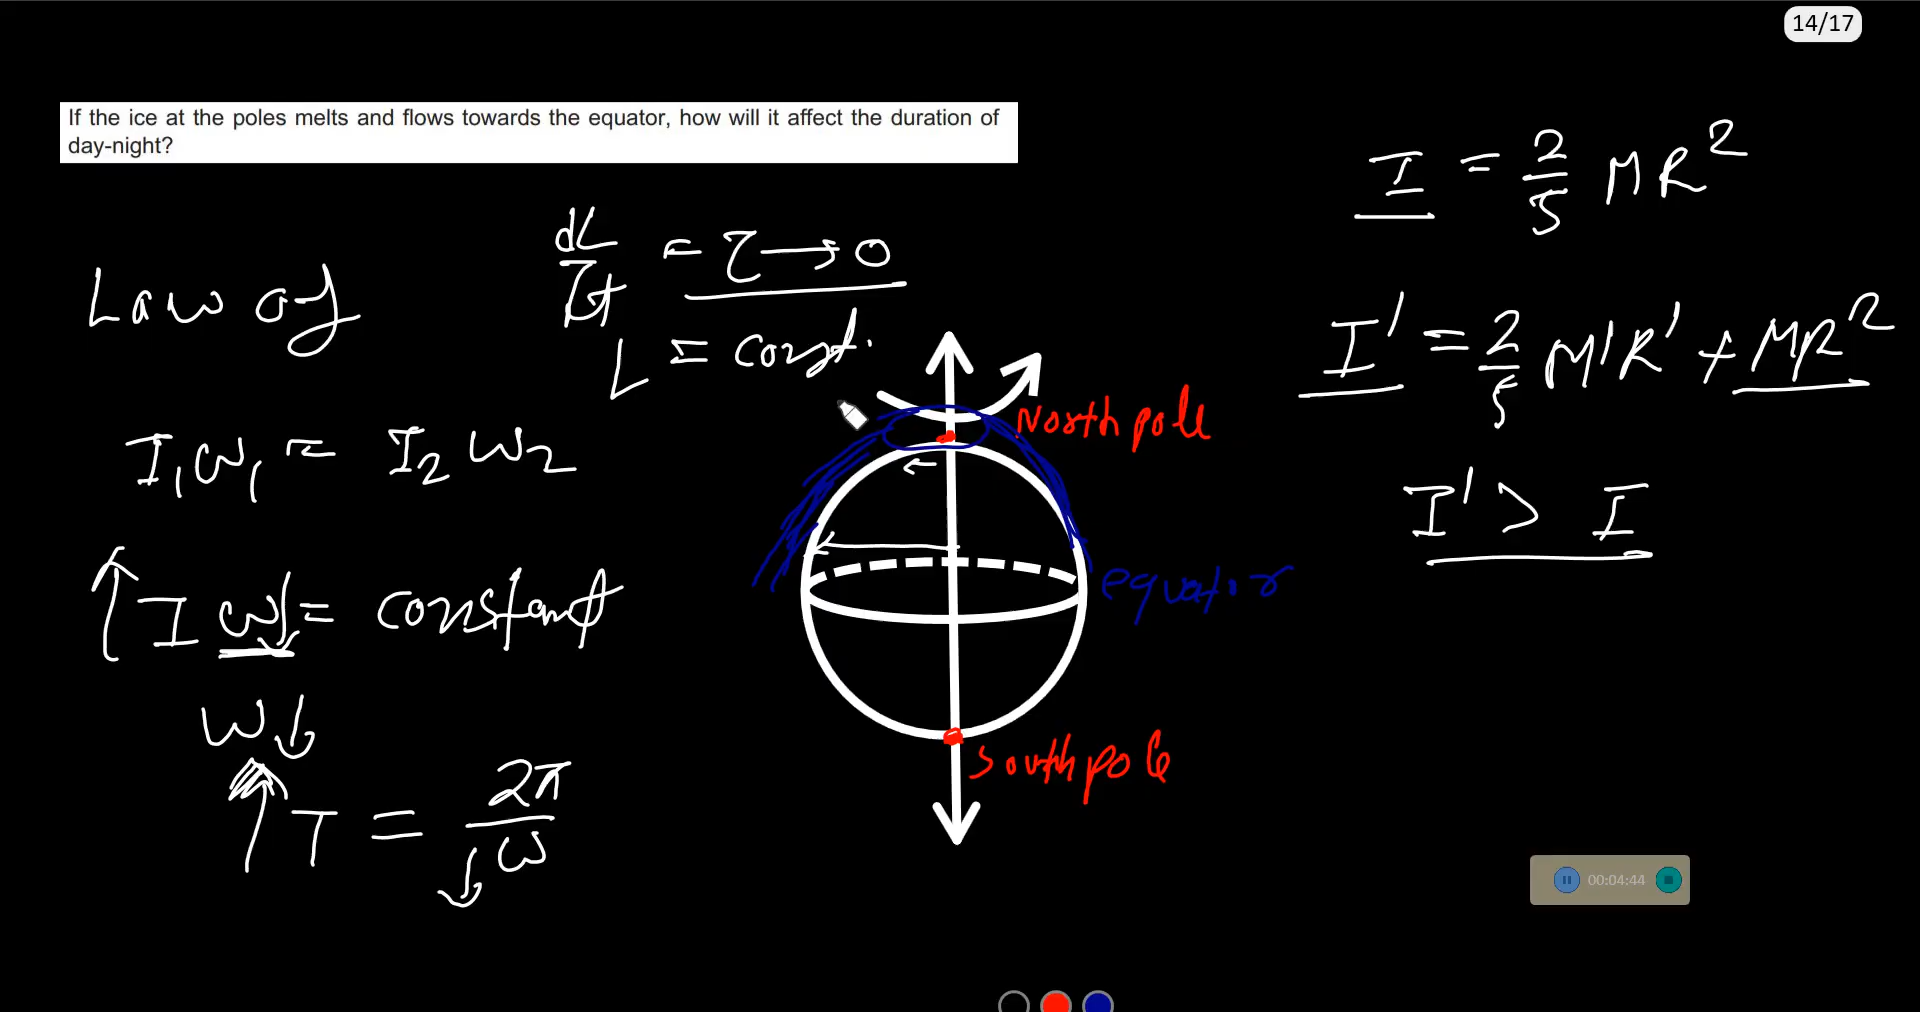 14/17
If the ice at the poles melts and flows towards the equator, how will it affect the duration of
day-night?
Law of
dL/dt = τ → 0
L = const.
I₁ω₁ = I₂ω₂
↑ I ω↓ = constant
ω↓
↑ T = 2π/ω ↓
North pole
equator
South pole
I = 2/5 MR²
I' = 2/5 M'R' + MR²
I' > I
00:04:44